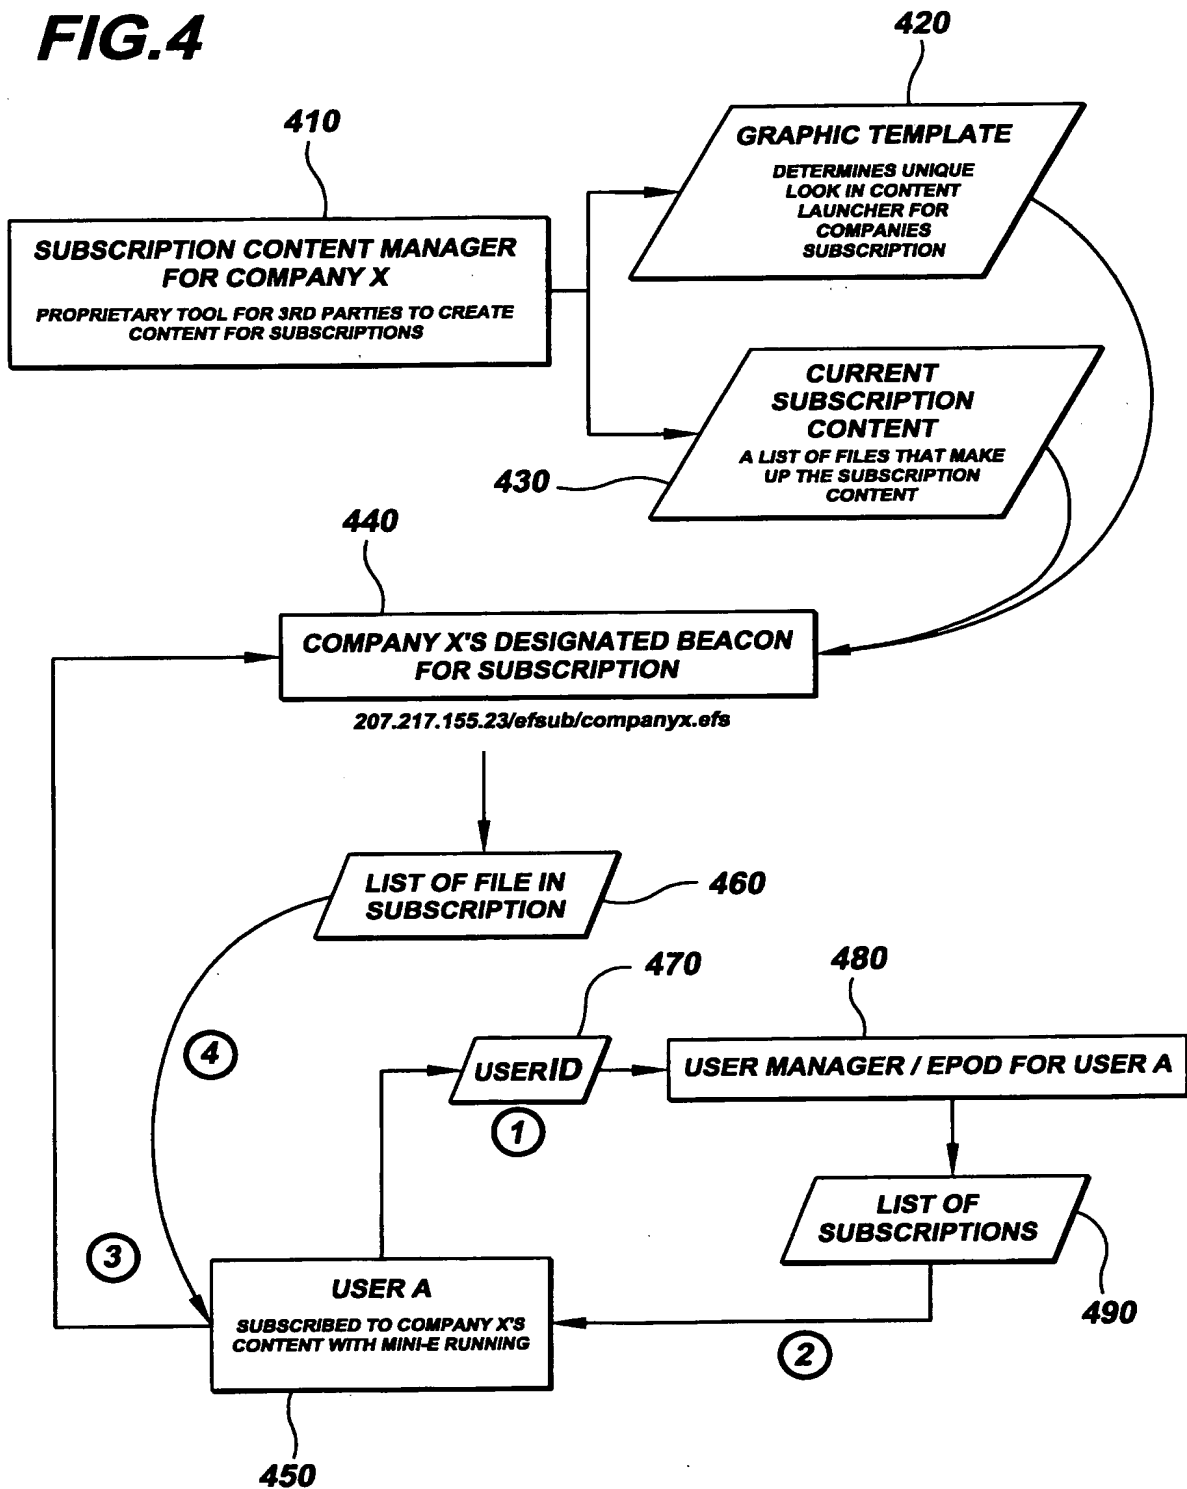 FIG.4
420
410
GRAPHIC TEMPLATE
DETERMINES UNIQUE
LOOK IN CONTENT
LAUNCHER FOR
COMPANIES
SUBSCRIPTION
SUBSCRIPTION CONTENT MANAGER
FOR COMPANY X
PROPRIETARY TOOL FOR 3RD PARTIES TO CREATE
CONTENT FOR SUBSCRIPTIONS
CURRENT
SUBSCRIPTION
CONTENT
A LIST OF FILES THAT MAKE
UP THE SUBSCRIPTION
CONTENT
430
440
COMPANY X'S DESIGNATED BEACON
FOR SUBSCRIPTION
207.217.155.23/efsub/companyx.efs
LIST OF FILE IN
SUBSCRIPTION
460
470
480
4
USERID
USER MANAGER / EPOD FOR USER A
1
LIST OF
SUBSCRIPTIONS
3
USER A
SUBSCRIBED TO COMPANY X'S
CONTENT WITH MINI-E RUNNING
490
2
450